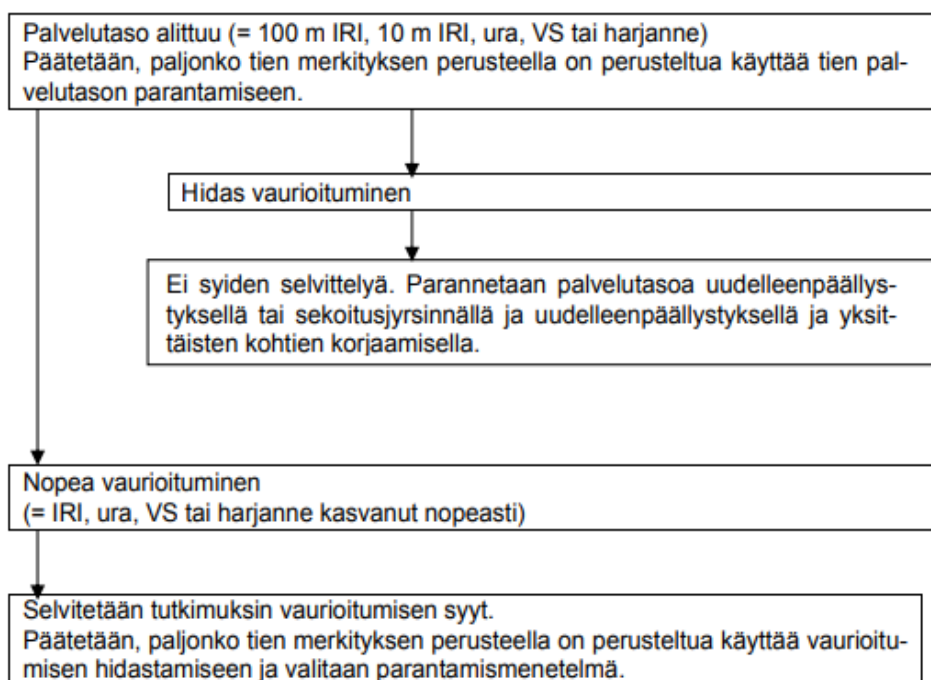 Palvelutaso alittuu (= 100 m IRI, 10 m IRI, ura, VS tai harjanne)
Päätetään, paljonko tien merkityksen perusteella on perusteltua käyttää tien pal-
velutason parantamiseen.
Hidas vaurioituminen
Ei syiden selvittelyä. Parannetaan palvelutasoa uudelleenpäällys-
tyksellä tai sekoitusjyrsinnällä ja uudelleenpäällystyksellä ja yksit-
täisten kohtien korjaamisella.
Nopea vaurioituminen
(= IRI, ura, VS tai harjanne kasvanut nopeasti)
Selvitetään tutkimuksin vaurioitumisen syyt.
Päätetään, paljonko tien merkityksen perusteella on perusteltua käyttää vaurioitu-
misen hidastamiseen ja valitaan parantamismenetelmä.